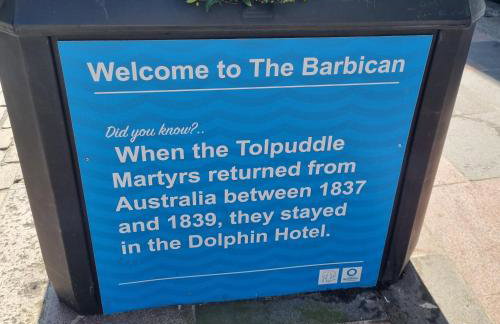 Welcome to The Barbican
Did you know?..
When the Tolpuddle
Martyrs returned from
Australia between 1837
and 1839, they stayed
in the Dolphin Hotel.